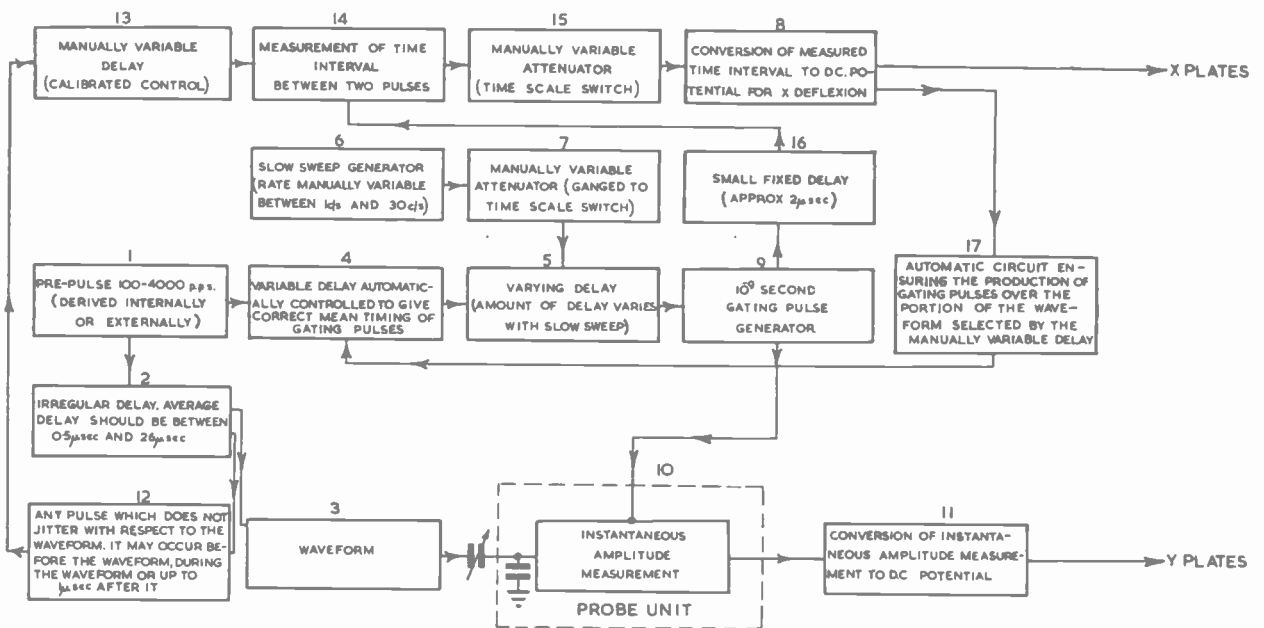 13
MANUALLY VARIABLE
DELAY
(CALIBRATED CONTROL)
14
MEASUREMENT OF TIME
INTERVAL
BETWEEN TWO PULSES
15
MANUALLY VARIABLE
ATTENUATOR
(TIME SCALE SWITCH)
8
CONVERSION OF MEASURED
TIME INTERVAL TO DC. PO-
TENTIAL FOR X DEFLEXION
X PLATES
6
SLOW SWEEP GENERATOR
(RATE MANUALLY VARIABLE
BETWEEN 1c/s AND 30c/s)
7
MANUALLY VARIABLE
ATTENUATOR (GANGED TO
TIME SCALE SWITCH)
16
SMALL FIXED DELAY
(APPROX 2μsec)
1
PRE-PULSE 100-4000 p.p.s.
(DERIVED INTERNALLY
OR EXTERNALLY)
4
VARIABLE DELAY AUTOMATIC-
ALLY CONTROLLED TO GIVE
CORRECT MEAN TIMING OF
GATING PULSES
5
VARYING DELAY
(AMOUNT OF DELAY VARIES
WITH SLOW SWEEP)
9
10⁹ SECOND
GATING PULSE
GENERATOR
17
AUTOMATIC CIRCUIT EN-
SURING THE PRODUCTION OF
GATING PULSES OVER THE
PORTION OF THE WAVE-
FORM SELECTED BY THE
MANUALLY VARIABLE DELAY
2
IRREGULAR DELAY, AVERAGE
DELAY SHOULD BE BETWEEN
05μsec AND 26μsec
12
ANT PULSE WHICH DOES NOT
JITTER WITH RESPECT TO THE
WAVEFORM. IT MAY OCCUR BE-
FORE THE WAVEFORM, DURING
THE WAVEFORM OR UP TO
1μsec AFTER IT
3
WAVEFORM
10
INSTANTANEOUS
AMPLITUDE
MEASUREMENT
PROBE UNIT
11
CONVERSION OF INSTANTA-
NEOUS AMPLITUDE MEASURE-
MENT TO D.C POTENTIAL
Y PLATES